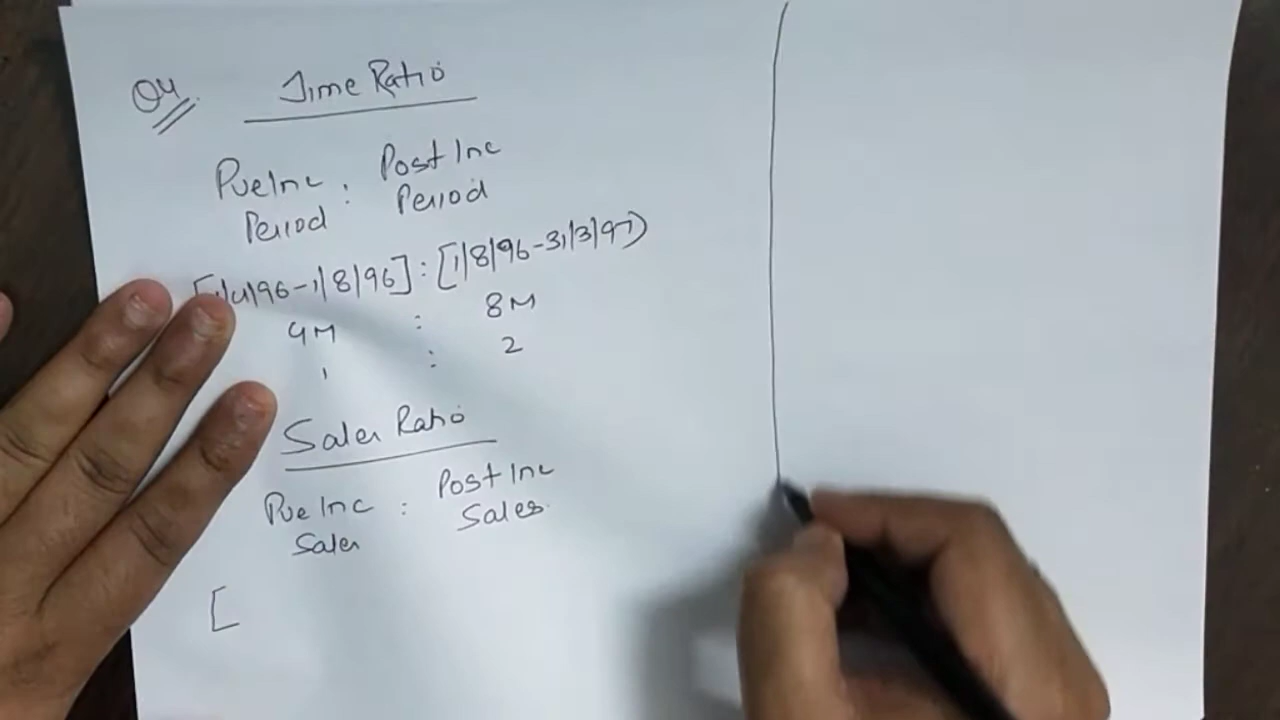 Q4
Time Ratio
Pre Inc : Post Inc
Period Period
[1/4/96-1/8/96] : [1/8/96-31/3/97)
4M : 8M
1 : 2
Sales Ratio
Pre Inc : Post Inc
Sales Sales
[